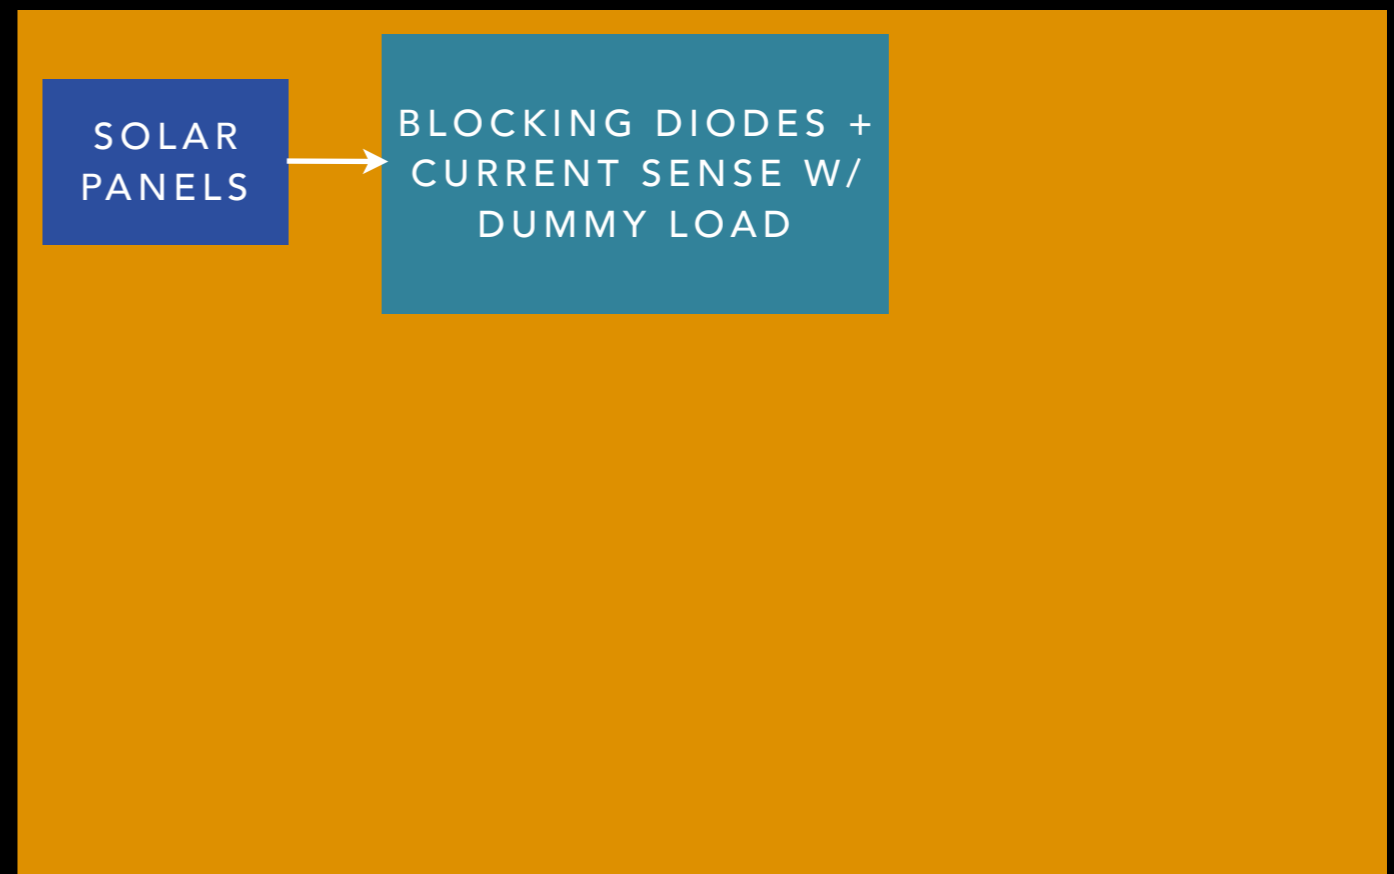 SOLAR
PANELS
BLOCKING DIODES +
CURRENT SENSE W/
DUMMY LOAD